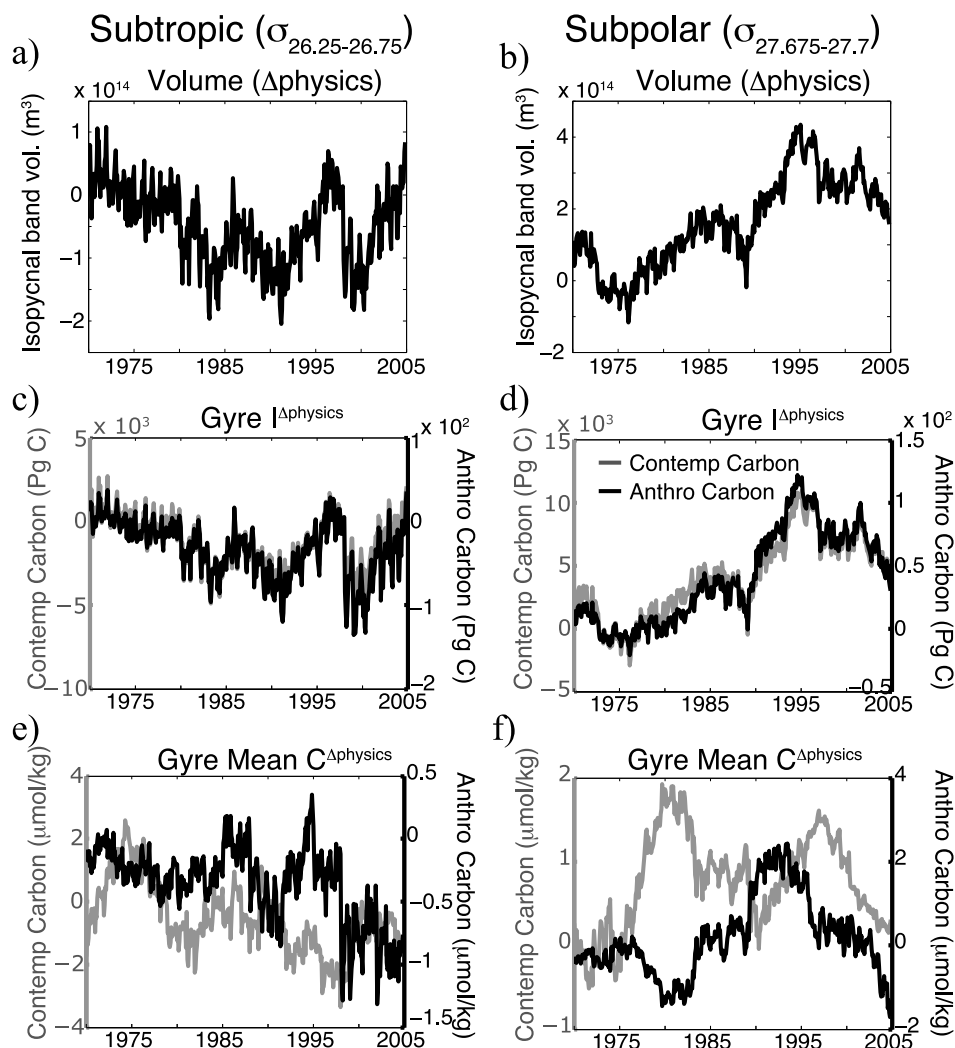 Subtropic (σ26.25-26.75)
Subpolar (σ27.675-27.7)
a)
Volume (Δphysics)
x 10^14
Isopycnal band vol. (m³)
1
0
−1
−2
1975 1985 1995 2005
b)
Volume (Δphysics)
x 10^14
Isopycnal band vol. (m³)
4
2
0
−2
1975 1985 1995 2005
c)
Gyre I^Δphysics
x 10^3
x 10^2
Contemp Carbon (Pg C)
5
0
−5
−10
Anthro Carbon (Pg C)
1
0
−1
−2
1975 1985 1995 2005
d)
Gyre I^Δphysics
x 10^3
x 10^2
Contemp Carbon
Anthro Carbon
Contemp Carbon (Pg C)
15
10
5
0
−5
Anthro Carbon (Pg C)
1.5
1
0.5
0
−0.5
1975 1985 1995 2005
e)
Gyre Mean C^Δphysics
Contemp Carbon (μmol/kg)
4
2
0
−2
−4
Anthro Carbon (μmol/kg)
0.5
0
−0.5
−1
−1.5
1975 1985 1995 2005
f)
Gyre Mean C^Δphysics
Contemp Carbon (μmol/kg)
2
1
0
−1
Anthro Carbon (μmol/kg)
4
2
0
−2
1975 1985 1995 2005